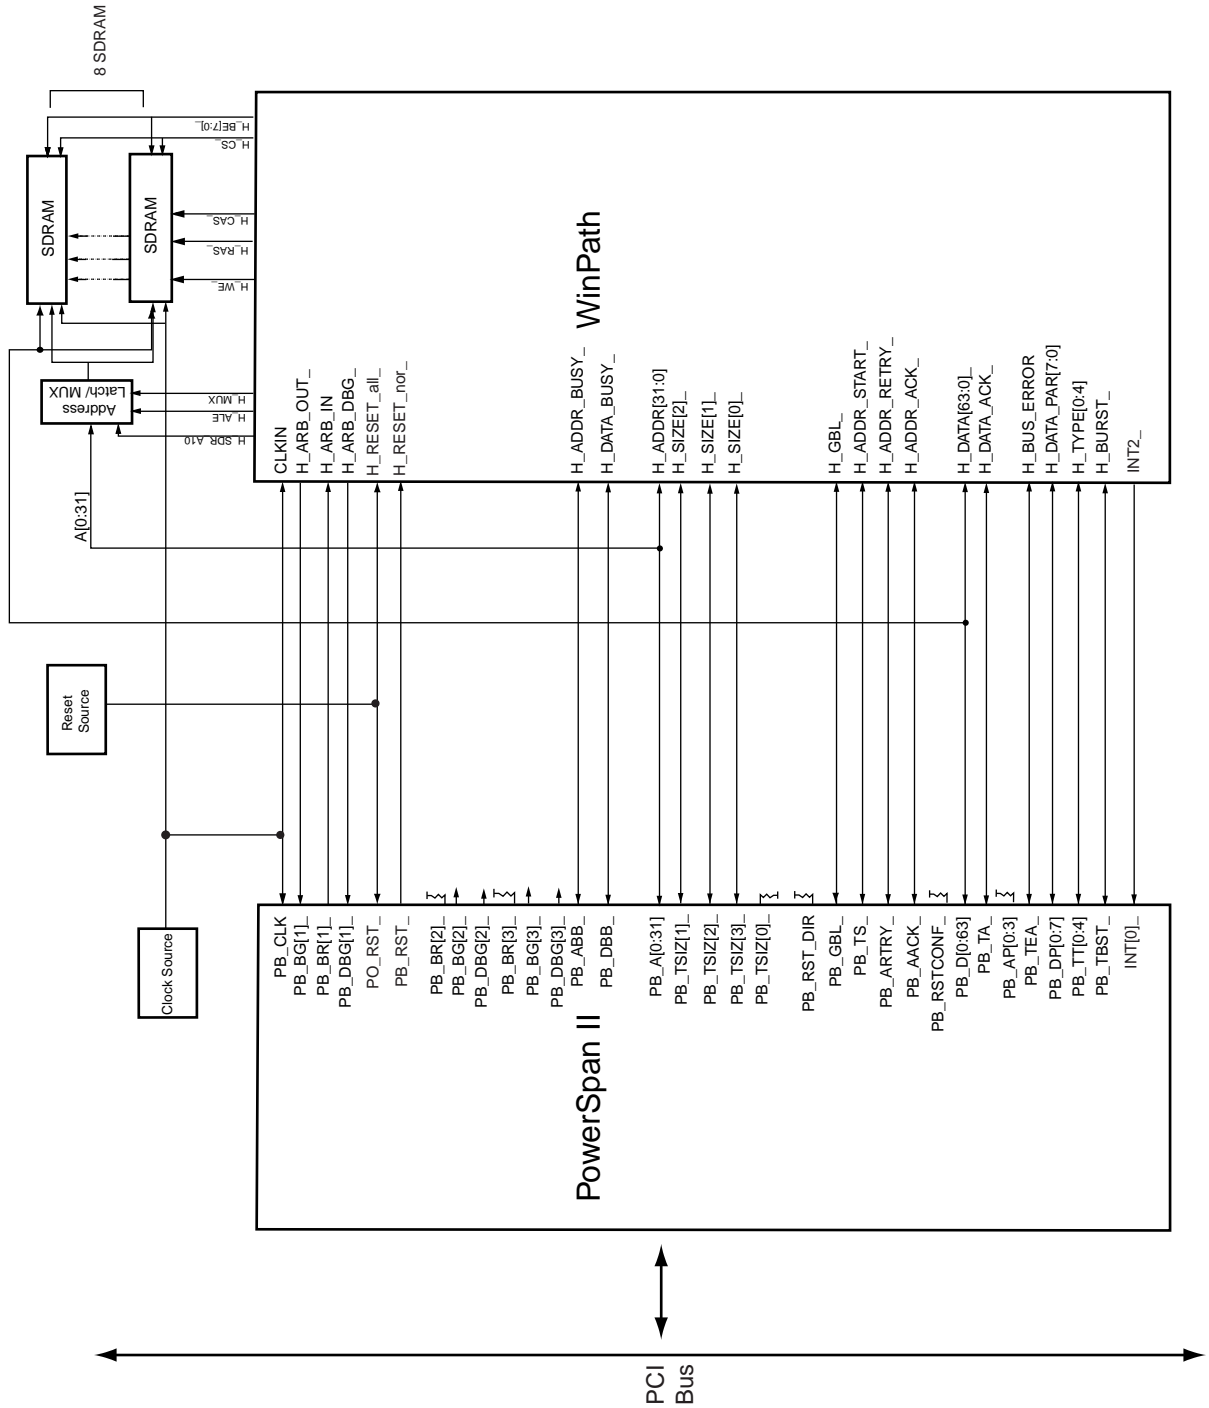 8 SDRAM
SDRAM
SDRAM
H_BE[7:0]_
H_CS_
H_CAS_
H_RAS_
H_WE_
Address
Latch/ MUX
H_MUX
H_ALE
H_SDR_A10
A[0:31]
WinPath
CLKIN
H_ARB_OUT_
H_ARB_IN
H_ARB_DBG_
H_RESET_all_
H_RESET_nor_
H_ADDR_BUSY_
H_DATA_BUSY_
H_ADDR[31:0]_
H_SIZE[2]_
H_SIZE[1]_
H_SIZE[0]_
H_GBL_
H_ADDR_START_
H_ADDR_RETRY_
H_ADDR_ACK_
H_DATA[63:0]_
H_DATA_ACK_
H_BUS_ERROR
H_DATA_PAR[7:0]
H_TYPE[0:4]
H_BURST_
INT2_
Reset
Source
Clock Source
PB_CLK
PB_BG[1]_
PB_BR[1]_
PB_DBG[1]_
PO_RST_
PB_RST_
PB_BR[2]_
PB_BG[2]_
PB_DBG[2]_
PB_BR[3]_
PB_BG[3]_
PB_DBG[3]_
PB_ABB_
PB_DBB_
PB_A[0:31]
PB_TSIZ[1]_
PB_TSIZ[2]_
PB_TSIZ[3]_
PB_TSIZ[0]_
PB_RST_DIR
PB_GBL_
PB_TS_
PB_ARTRY_
PB_AACK_
PB_RSTCONF_
PB_D[0:63]
PB_TA_
PB_AP[0:3]
PB_TEA_
PB_DP[0:7]
PB_TT[0:4]
PB_TBST_
INT[0]_
PowerSpan II
PCI
Bus